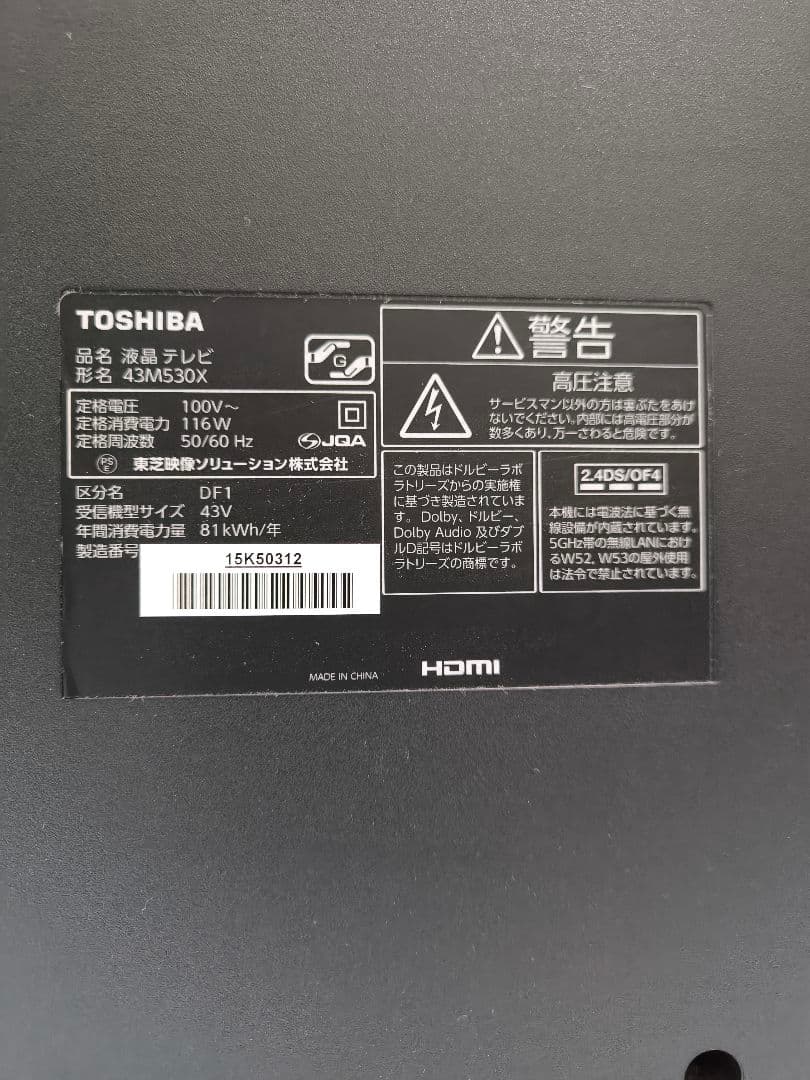 TOSHIBA
品名 液晶テレビ
形名 43M530X
G
定格電圧 100V～
定格消費電力 116W
定格周波数 50/60 Hz
JQA
PS
E
東芝映像ソリューション株式会社
区分名 DF1
受信機型サイズ 43V
年間消費電力量 81kWh/年
製造番号
15K50312
MADE IN CHINA
警告
高圧注意
サービスマン以外の方は裏ぶたをあけ
ないでください。内部には高電圧部分が
数多くあり、万一さわると危険です。
この製品はドルビーラボ
ラトリーズからの実施権
に基づき製造されていま
す。Dolby、ドルビー、
Dolby Audio 及びダブ
ルD記号はドルビーラボ
ラトリーズの商標です。
2.4DS/OF4
本機には電波法に基づく無
線設備が内蔵されています。
5GHz帯の無線LANにおけ
るW52、W53の屋外使用
は法令で禁止されています。
HDMI